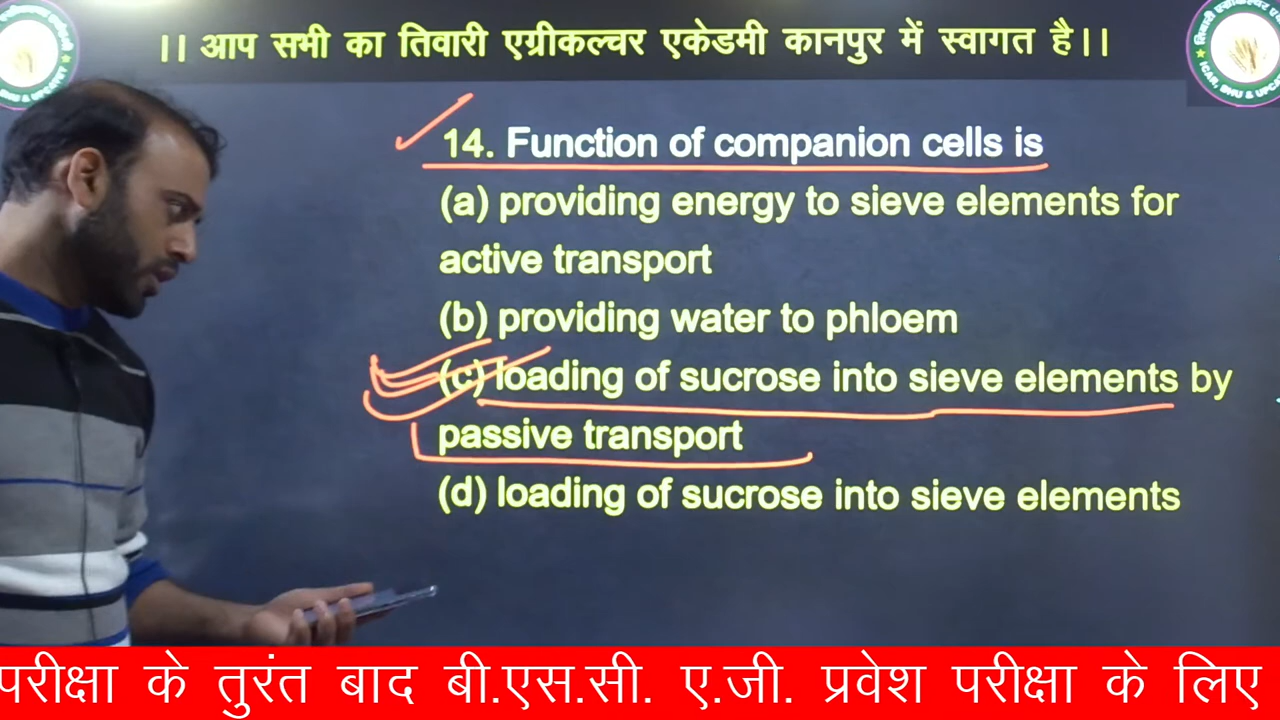 ।। आप सभी का तिवारी एग्रीकल्चर एकेडमी कानपुर में स्वागत है।।
14. Function of companion cells is
(a) providing energy to sieve elements for
active transport
(b) providing water to phloem
(c) loading of sucrose into sieve elements by
passive transport
(d) loading of sucrose into sieve elements
परीक्षा के तुरंत बाद बी.एस.सी. ए.जी. प्रवेश परीक्षा के लिए